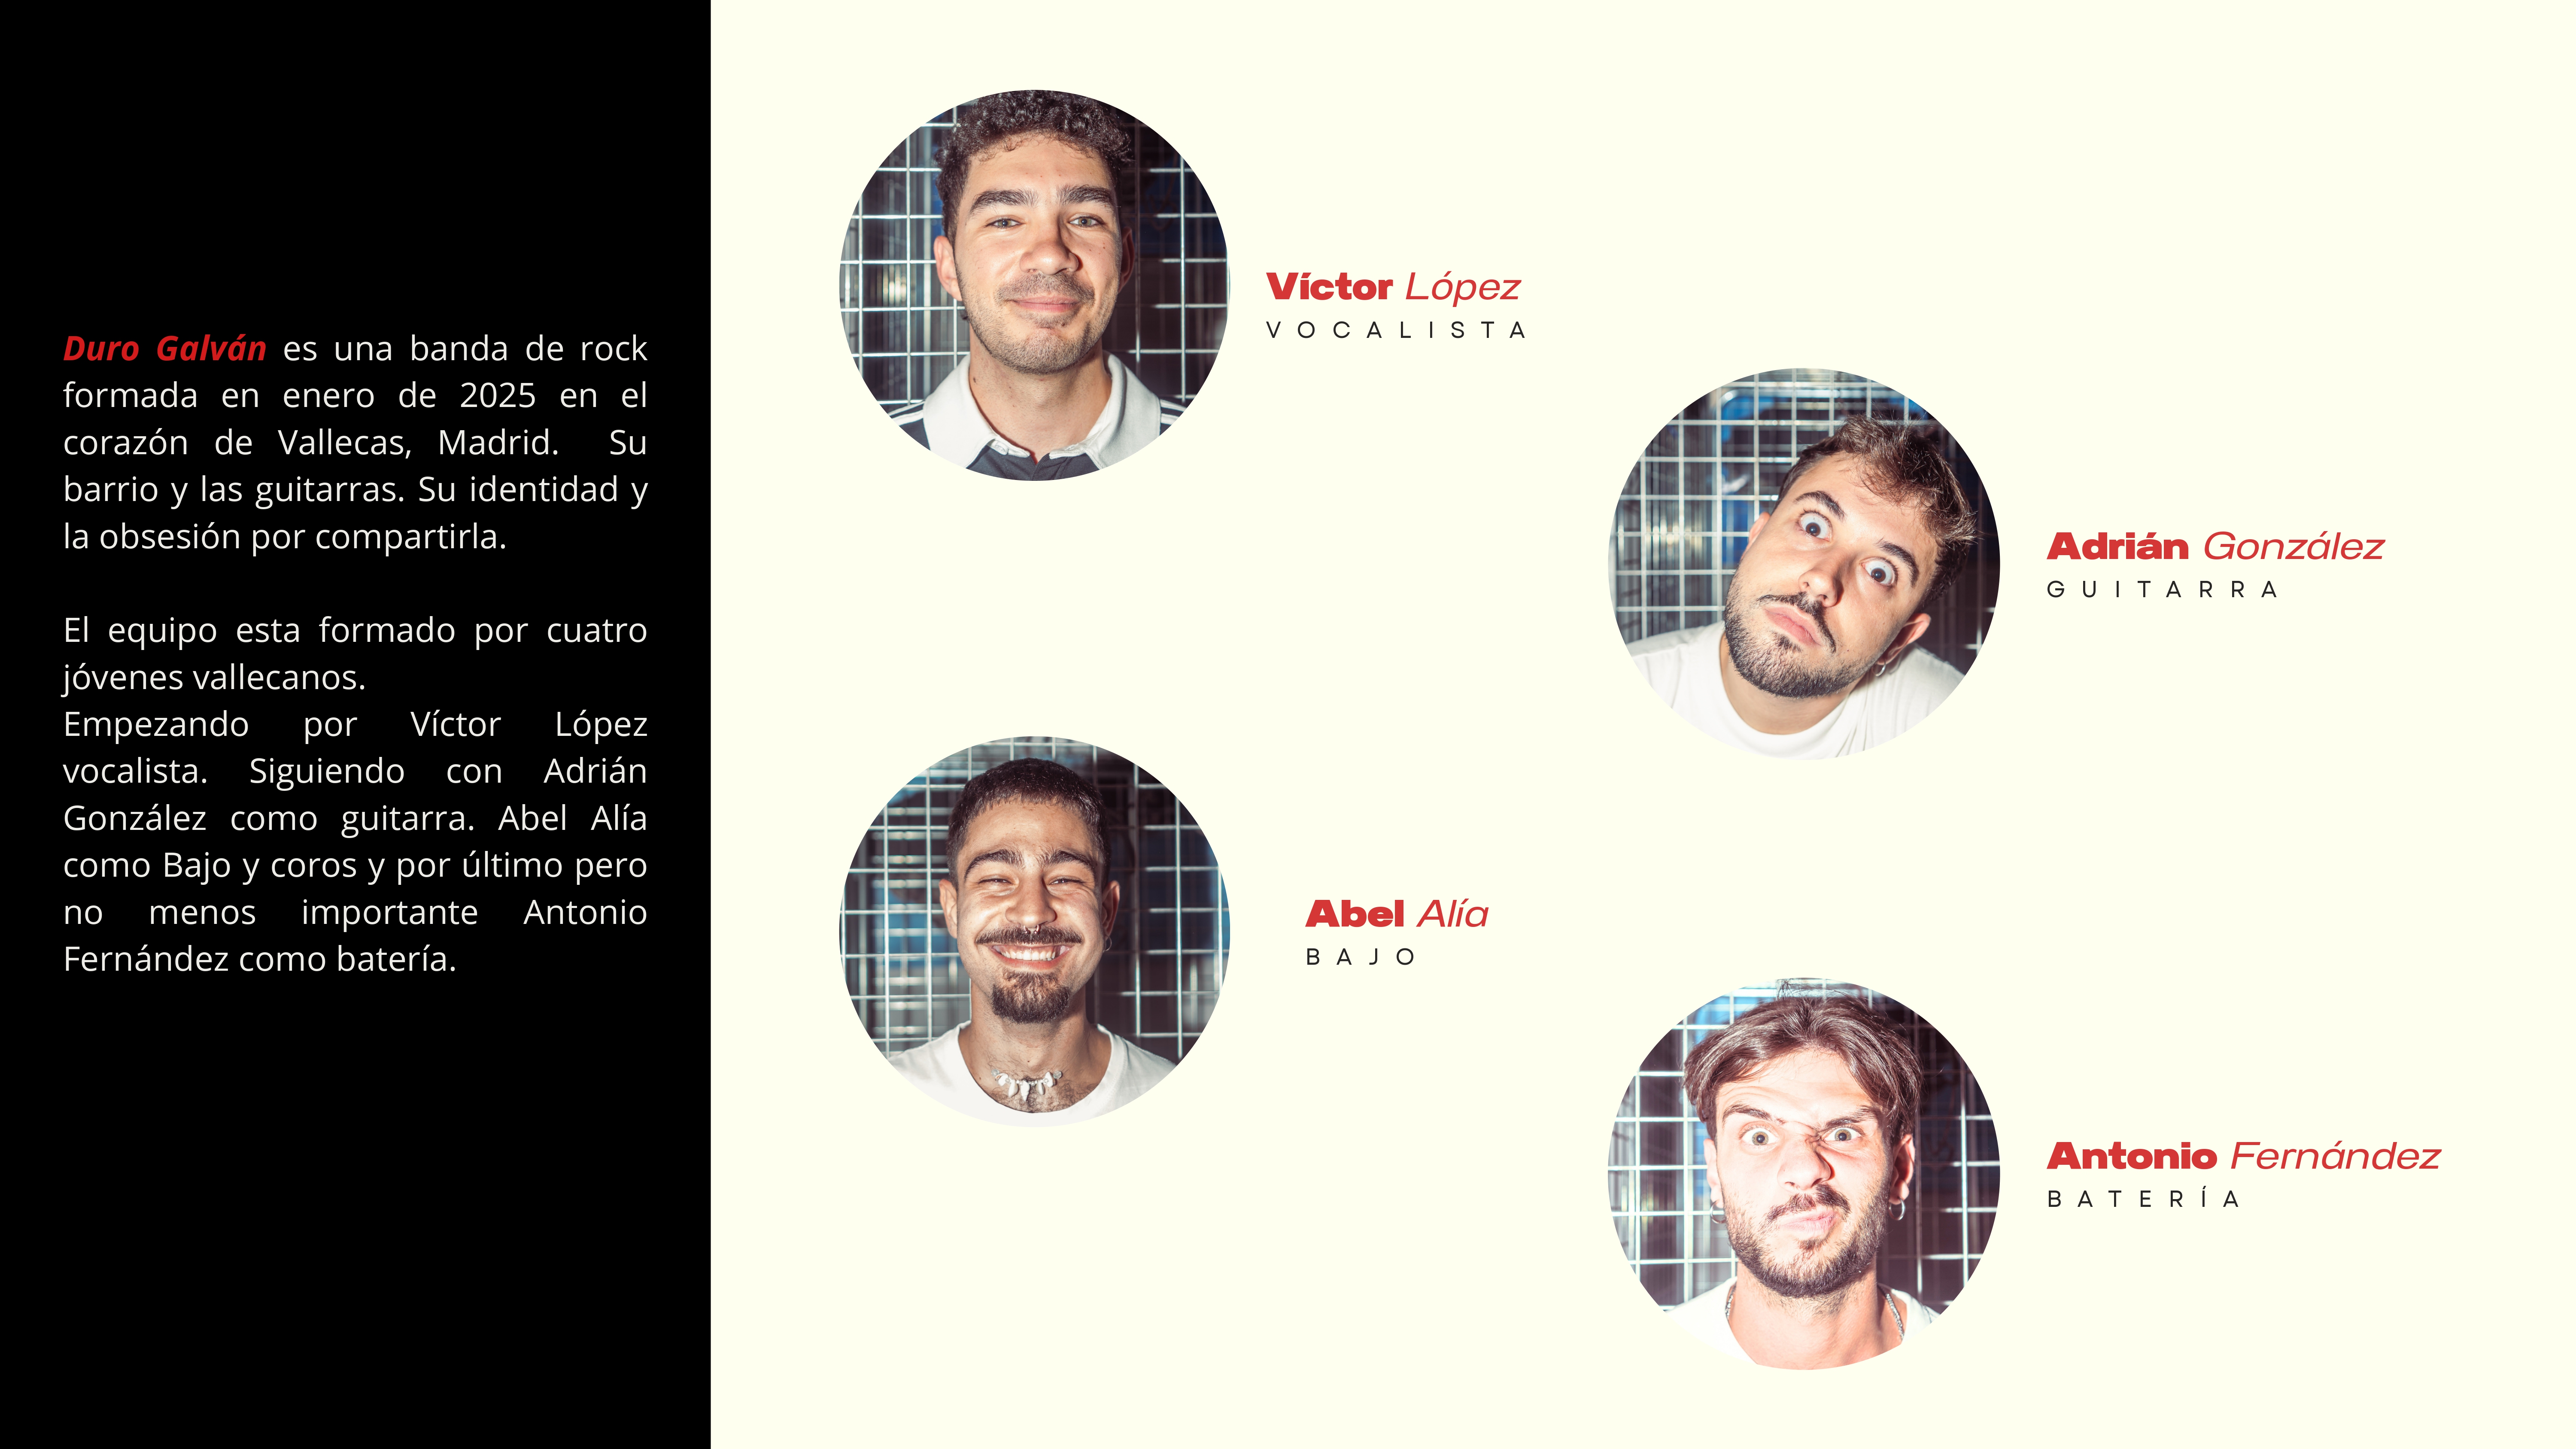 Duro Galván es una banda de rock
formada en enero de 2025 en el
corazón de Vallecas, Madrid. Su
barrio y las guitarras. Su identidad y
la obsesión por compartirla.
El equipo esta formado por cuatro
jóvenes vallecanos.
Empezando por Víctor López
vocalista. Siguiendo con Adrián
González como guitarra. Abel Alía
como Bajo y coros y por último pero
no menos importante Antonio
Fernández como batería.
Víctor López
VOCALISTA
Adrián González
GUITARRA
Abel Alía
BAJO
Antonio Fernández
BATERÍA